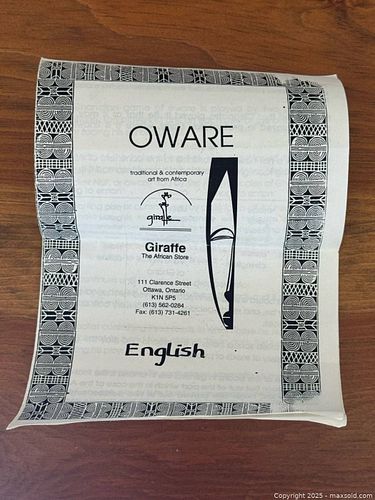 OWARE
traditional & contemporary
art from Africa
giraffe
Giraffe
The African Store
111 Clarence Street
Ottawa, Ontario
K1N 5P5
(613) 562-0284
Fax: (613) 731-4261
English
Copyright 2025 - maxsold.com